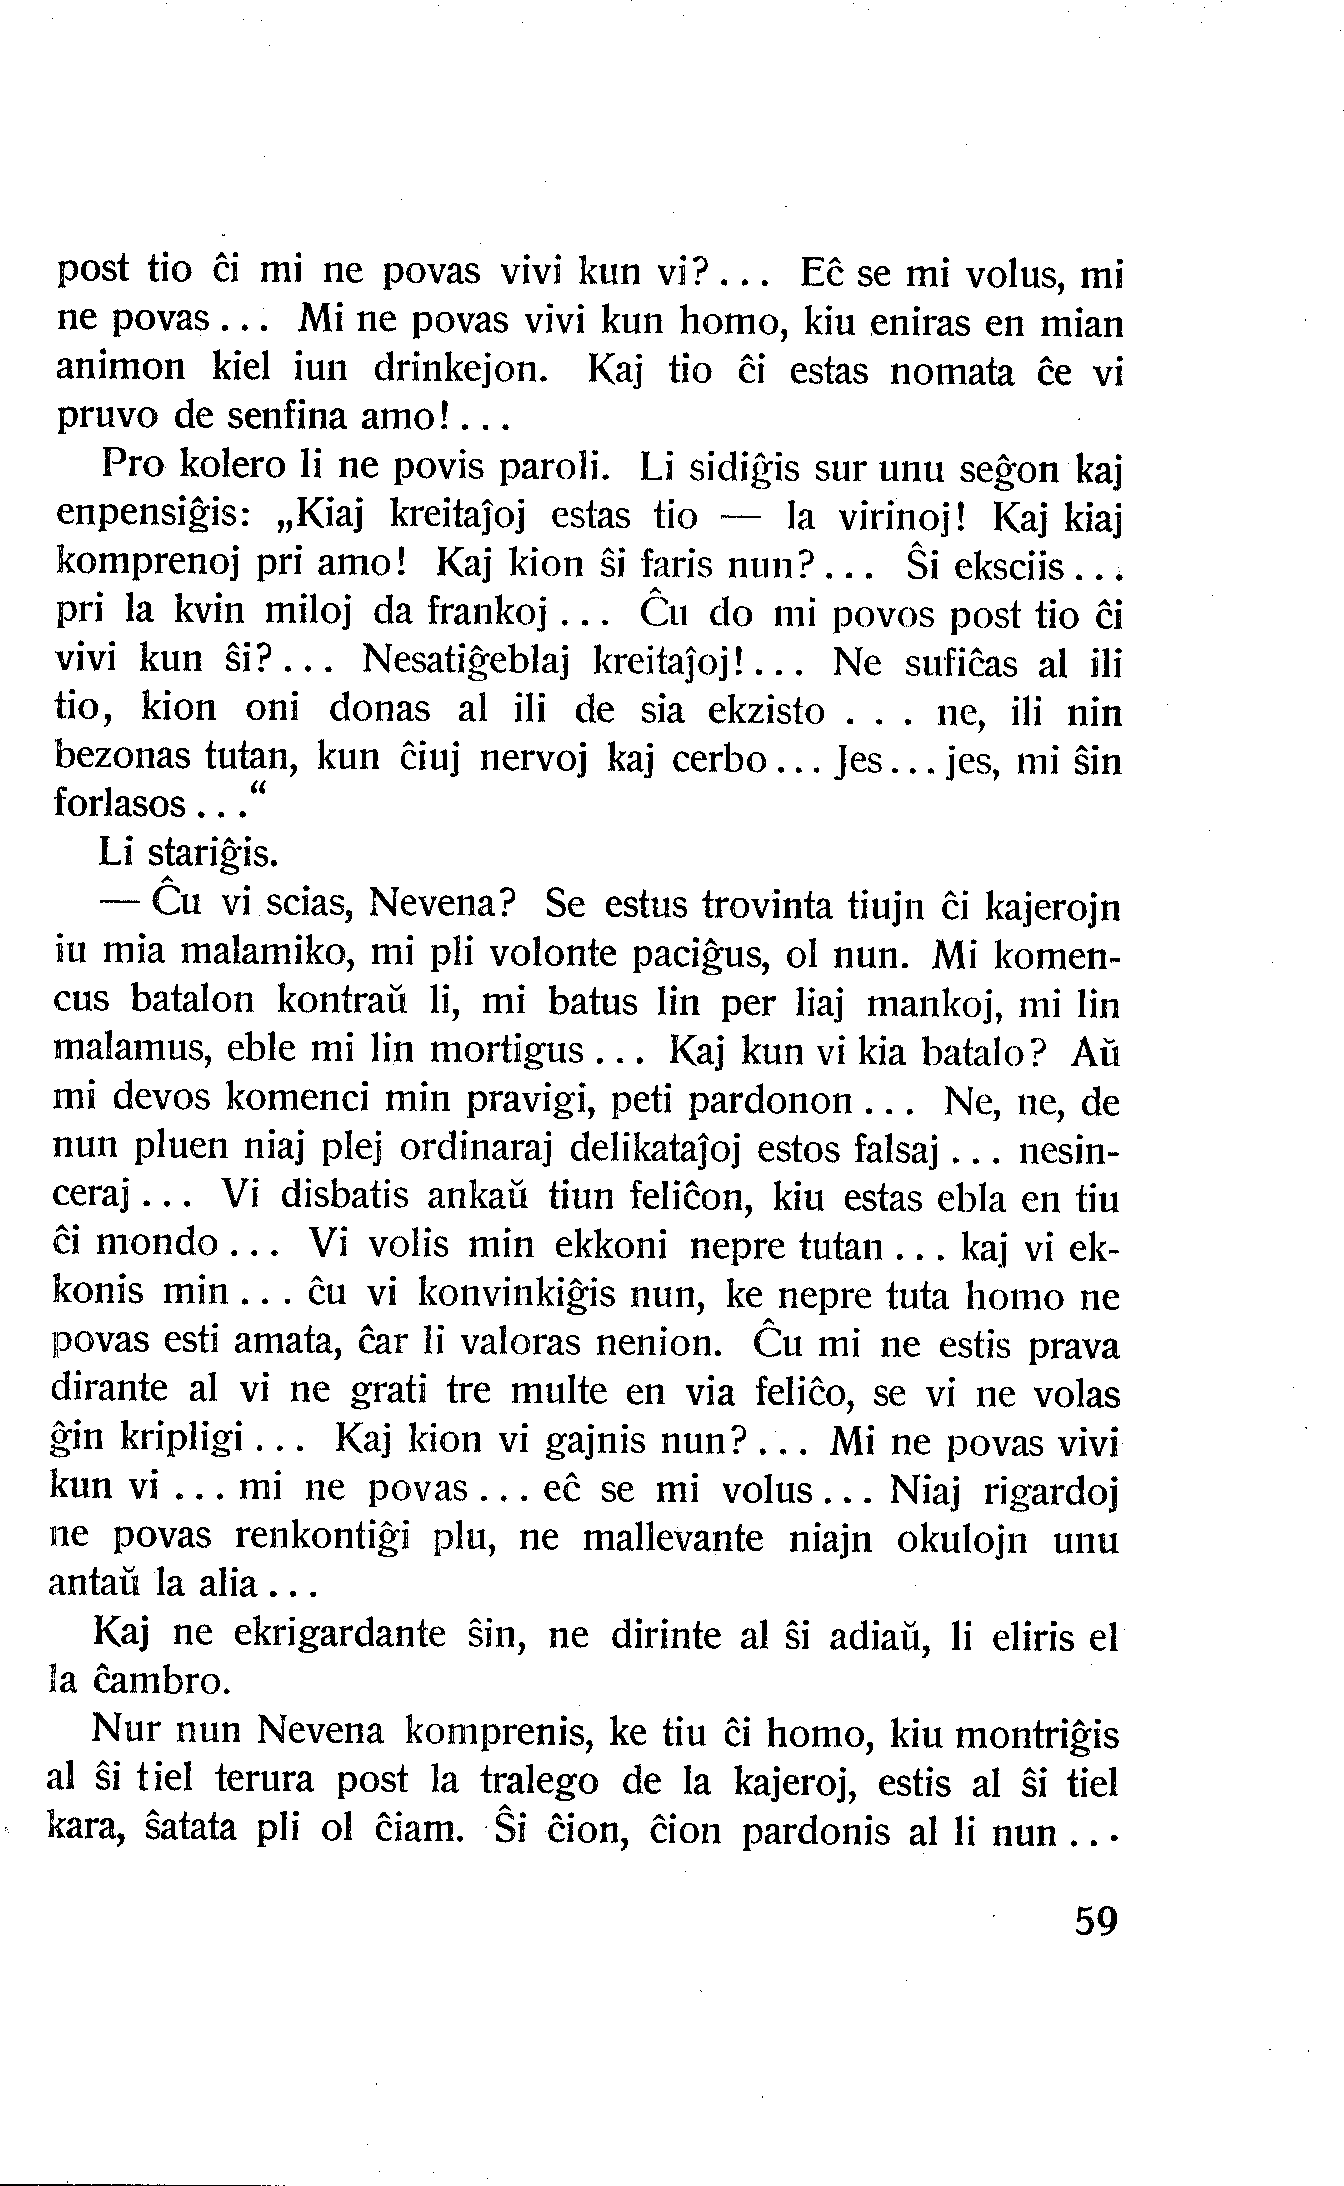 post tio ĉi mi ne povas vivi kun vi?... Eĉ se mi volus, mi
ne povas... Mi ne povas vivi kun homo, kiu eniras en mian
animon kiel iun drinkejon. Kaj tio ĉi estas nomata ĉe vi
pruvo de senfina amo!...
Pro kolero li ne povis paroli. Li sidiĝis sur unu seĝon kaj
enpensiĝis: „Kiaj kreitaĵoj estas tio — la virinoj! Kaj kiaj
komprenoj pri amo! Kaj kion ŝi faris nun?... Ŝi eksciis...
pri la kvin miloj da frankoj... Ĉu do mi povos post tio ĉi
vivi kun ŝi?... Nesatiĝeblaj kreitaĵoj!... Ne sufiĉas al ili
tio, kion oni donas al ili de sia ekzisto . . . ne, ili nin
bezonas tutan, kun ĉiuj nervoj kaj cerbo... Jes...jes, mi ŝin
forlasos...“
Li stariĝis.
— Ĉu vi scias, Nevena? Se estus trovinta tiujn ĉi kajerojn
iu mia malamiko, mi pli volonte paciĝus, ol nun. Mi komen-
cus batalon kontraŭ li, mi batus lin per liaj mankoj, mi lin
malamus, eble mi lin mortigus... Kaj kun vi kia batalo? Aŭ
mi devos komenci min pravigi, peti pardonon... Ne, ne, de
nun pluen niaj plej ordinaraj delikataĵoj estos falsaj... nesin-
ceraj... Vi disbatis ankaŭ tiun feliĉon, kiu estas ebla en tiu
ĉi mondo... Vi volis min ekkoni nepre tutan... kaj vi ek-
konis min... ĉu vi konvinkiĝis nun, ke nepre tuta homo ne
povas esti amata, ĉar li valoras nenion. Ĉu mi ne estis prava
dirante al vi ne grati tre multe en via feliĉo, se vi ne volas
ĝin kripligi... Kaj kion vi gajnis nun?... Mi ne povas vivi
kun vi... mi ne povas... eĉ se mi volus... Niaj rigardoj
ne povas renkontiĝi plu, ne mallevante niajn okulojn unu
antaŭ la alia...
Kaj ne ekrigardante ŝin, ne dirinte al ŝi adiaŭ, li eliris el
la ĉambro.
Nur nun Nevena komprenis, ke tiu ĉi homo, kiu montriĝis
al ŝi tiel terura post la tralego de la kajeroj, estis al ŝi tiel
kara, ŝatata pli ol ĉiam. Ŝi ĉion, ĉion pardonis al li nun...
59